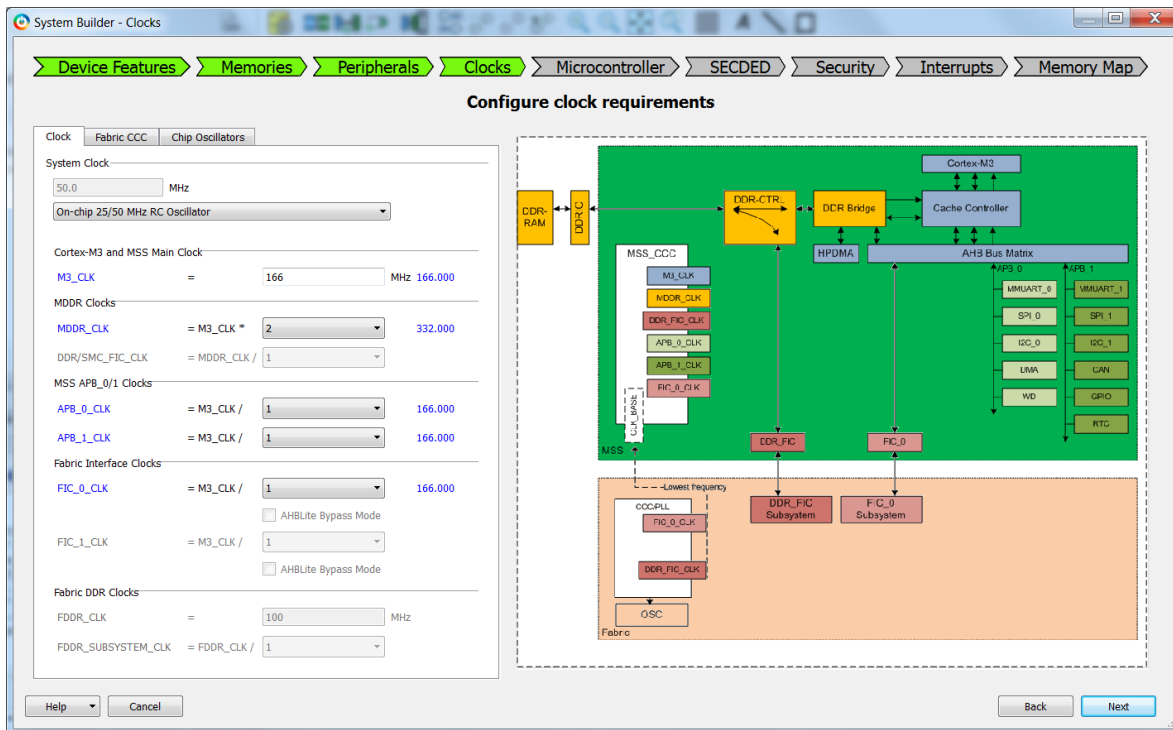 System Builder - Clocks
Device Features
Memories
Peripherals
Clocks
Microcontroller
SECDED
Security
Interrupts
Memory Map
Configure clock requirements
Clock
Fabric CCC
Chip Oscillators
System Clock
50.0 MHz
On-chip 25/50 MHz RC Oscillator
Cortex-M3 and MSS Main Clock
M3_CLK = 166 MHz 166.000
MDDR Clocks
MDDR_CLK = M3_CLK * 2 332.000
DDR/SMC_FIC_CLK = MDDR_CLK / 1
MSS APB_0/1 Clocks
APB_0_CLK = M3_CLK / 1 166.000
APB_1_CLK = M3_CLK / 1 166.000
Fabric Interface Clocks
FIC_0_CLK = M3_CLK / 1 166.000
AHBLite Bypass Mode
FIC_1_CLK = M3_CLK / 1
AHBLite Bypass Mode
Fabric DDR Clocks
FDDR_CLK = 100 MHz
FDDR_SUBSYSTEM_CLK = FDDR_CLK / 1
Cortex-M3
DDR-
RAM
DDR IO
DDR-CTRL
DDR Bridge
Cache Controller
HPDMA
AHB Bus Matrix
MSS_CCC
M3_CLK
MDDR_CLK
DDR_FIC_CLK
APB_0_CLK
APB_1_CLK
FIC_0_CLK
CLK_BASE
APB_0
APB_1
MMUART_0
MMUART_1
SPI_0
SPI_1
I2C_0
I2C_1
CAN
WD
GPIO
RTC
MSS
DDR_FIC
FIC_0
Lowest frequency
CCC/PLL
FIC_0_CLK
DDR_FIC_CLK
OSC
DDR_FIC
Subsystem
FIC_0
Subsystem
Fabric
Help
Cancel
Back
Next